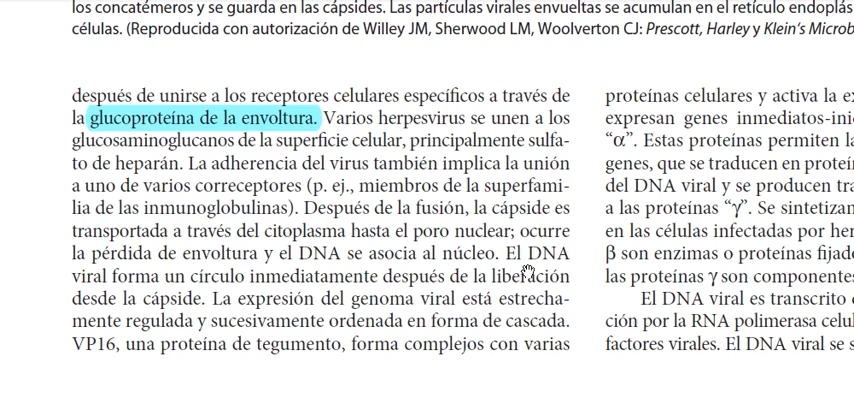 los concatémeros y se guarda en las cápsides. Las partículas virales envueltas se acumulan en el retículo endoplás
células. (Reproducida con autorización de Willey JM, Sherwood LM, Woolverton CJ: Prescott, Harley y Klein's Microb
después de unirse a los receptores celulares específicos a través de
la glucoproteína de la envoltura. Varios herpesvirus se unen a los
glucosaminoglucanos de la superficie celular, principalmente sulfa-
to de heparán. La adherencia del virus también implica la unión
a uno de varios correceptores (p. ej., miembros de la superfami-
lia de las inmunoglobulinas). Después de la fusión, la cápside es
transportada a través del citoplasma hasta el poro nuclear; ocurre
la pérdida de envoltura y el DNA se asocia al núcleo. El DNA
viral forma un círculo inmediatamente después de la liberación
desde la cápside. La expresión del genoma viral está estrecha-
mente regulada y sucesivamente ordenada en forma de cascada.
VP16, una proteína de tegumento, forma complejos con varias
proteínas celulares y activa la ex
expresan genes inmediatos-inic
“α”. Estas proteínas permiten la
genes, que se traducen en proteín
del DNA viral y se producen tra
a las proteínas “γ”. Se sintetizan
en las células infectadas por her
β son enzimas o proteínas fijado
las proteínas γ son componente
El DNA viral es transcrito
ción por la RNA polimerasa celul
factores virales. El DNA viral se s